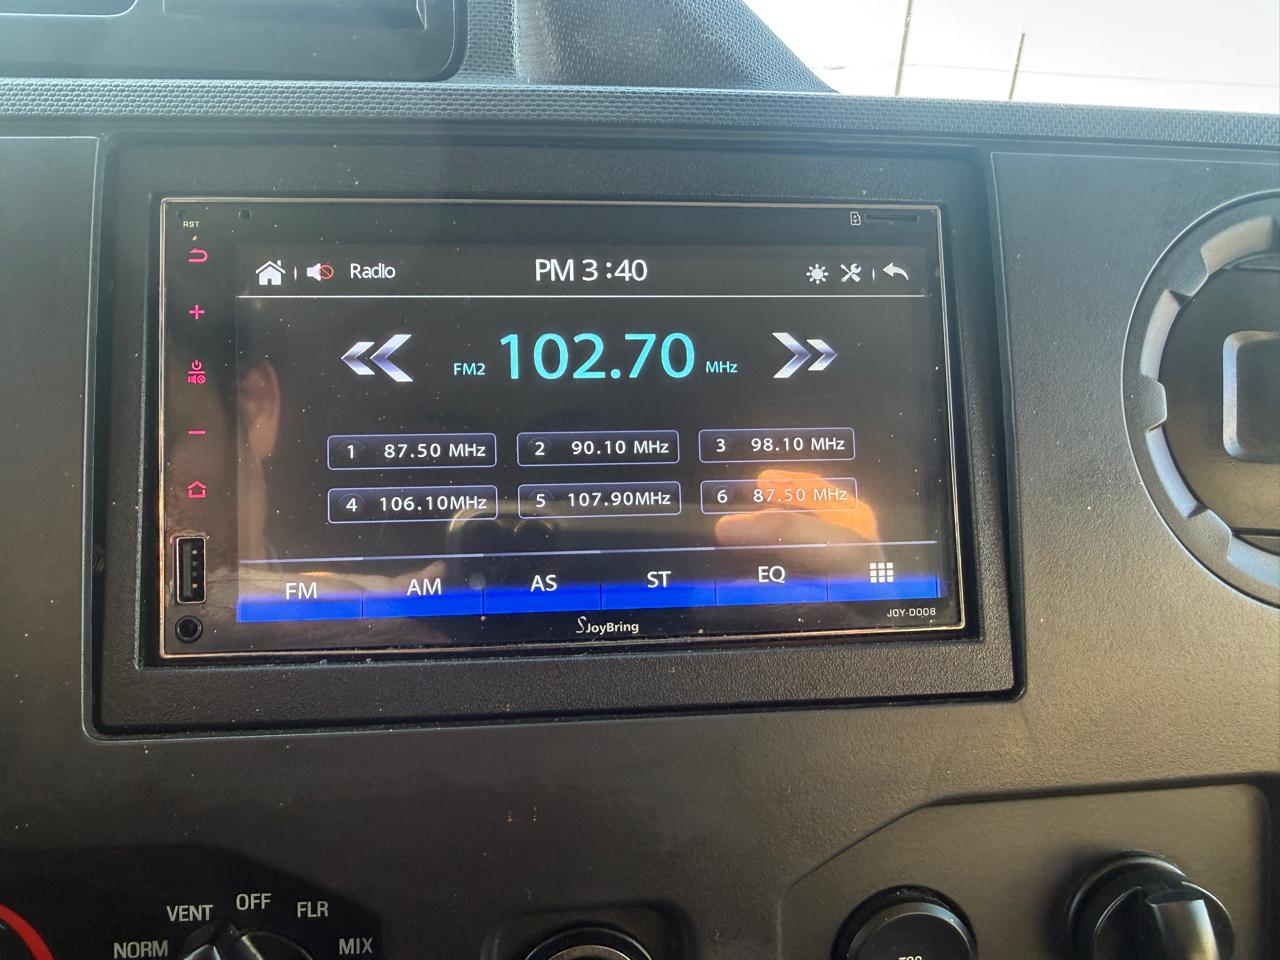 RST
Radio PM 3:40
FM2 102.70 MHz
1 87.50 MHz 2 90.10 MHz 3 98.10 MHz
4 106.10MHz 5 107.90MHz 6 87.50 MHz
FM AM AS ST EQ
JOY-D008
JoyBring
VENT OFF FLR
NORM MIX